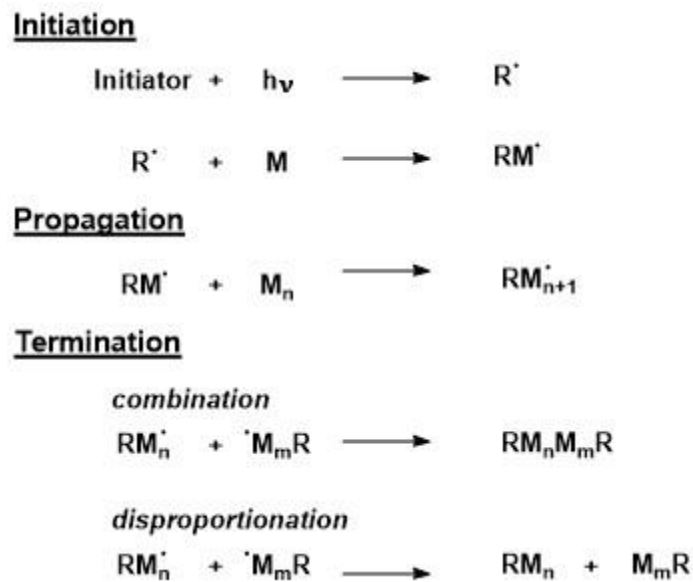 Initiation
Initiator + hν ⟶ R˙
R˙ + M ⟶ RM˙
Propagation
RM˙ + Mₙ ⟶ RM˙ₙ₊₁
Termination
combination
RM˙ₙ + ˙MₘR ⟶ RMₙMₘR
disproportionation
RM˙ₙ + ˙MₘR ⟶ RMₙ + MₘR